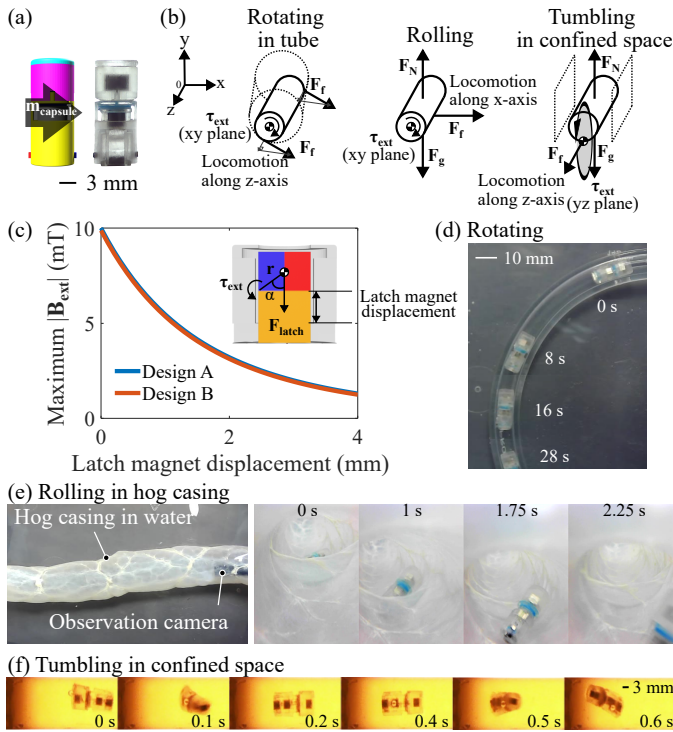 (a)
m capsule
3 mm
(b)
y
0
x
z
Rotating
in tube
F_f
τ_ext
(xy plane)
F_f
Locomotion
along z-axis
Rolling
F_N
Locomotion
along x-axis
F_f
τ_ext
(xy plane)
F_g
Tumbling
in confined space
F_N
F_f
F_g
Locomotion
along z-axis
τ_ext
(yz plane)
(c)
Maximum |B_ext| (mT)
10
5
0
0
2
4
Latch magnet displacement (mm)
Design A
Design B
r
τ_ext
α
F_latch
Latch magnet
displacement
(d) Rotating
10 mm
0 s
8 s
16 s
28 s
(e) Rolling in hog casing
Hog casing in water
Observation camera
0 s
1 s
1.75 s
2.25 s
(f) Tumbling in confined space
0 s
0.1 s
0.2 s
0.4 s
0.5 s
3 mm
0.6 s